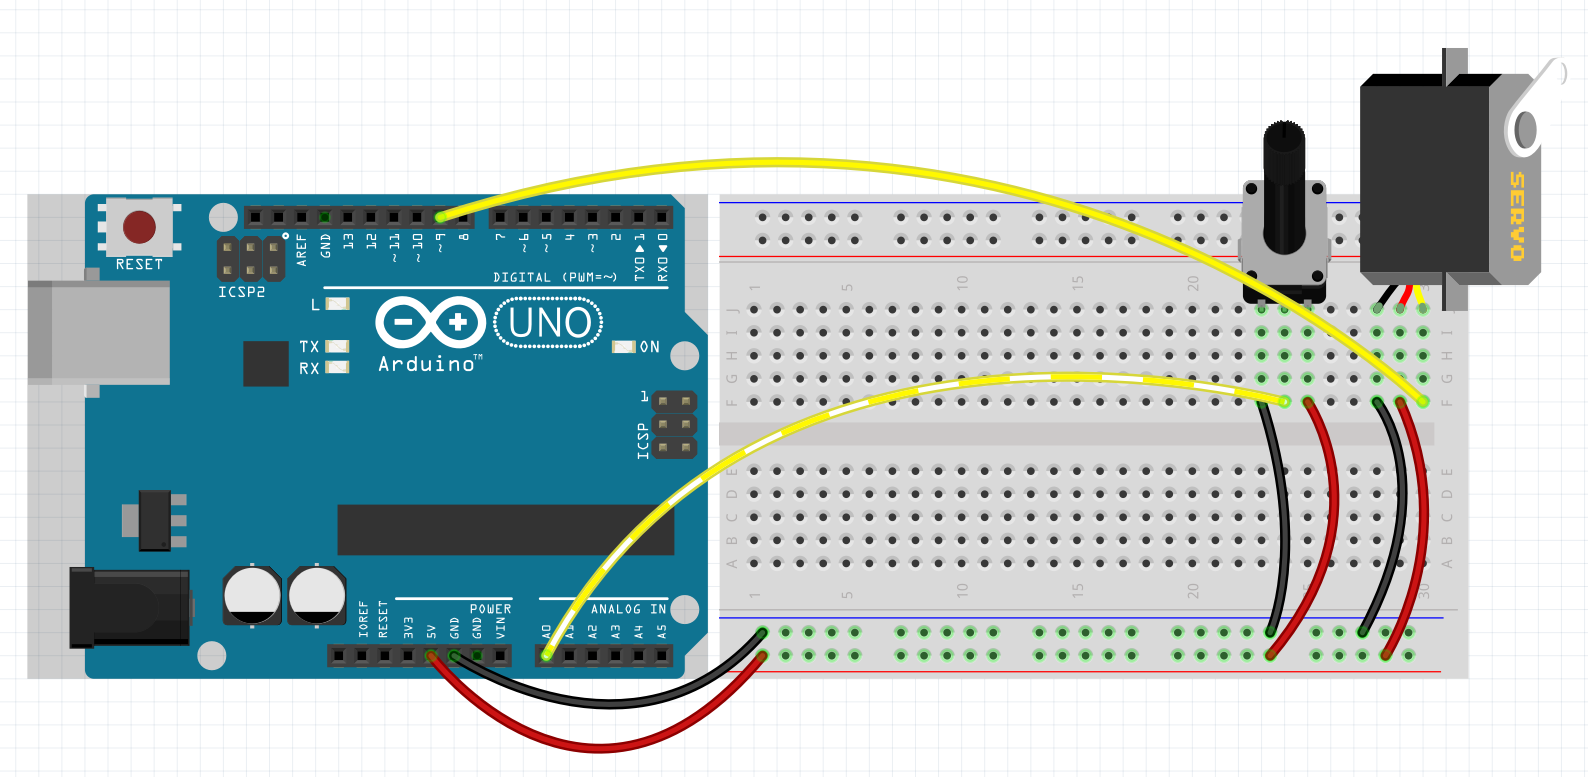 SERVO
AREF
GND
13
12
~11
~10
~9
8
7
~6
~5
4
~3
2
TX0▶1
RX0◀0
RESET
ICSP2
DIGITAL (PWM=~)
L
TX
RX
UNO
Arduino™
ON
1
ICSP
1 5 10 15 20
J
I I
H H
G G
F F
E E
D D
C C
B B
A A
1 5 10 15 20 30
POWER
ANALOG IN
IOREF
RESET
3V3
5V
GND
GND
VIN
A0
A1
A2
A3
A4
A5